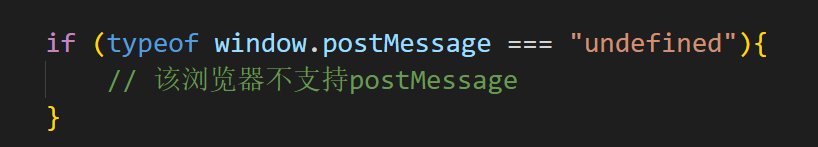 if (typeof window.postMessage === "undefined"){
// 该浏览器不支持postMessage
}